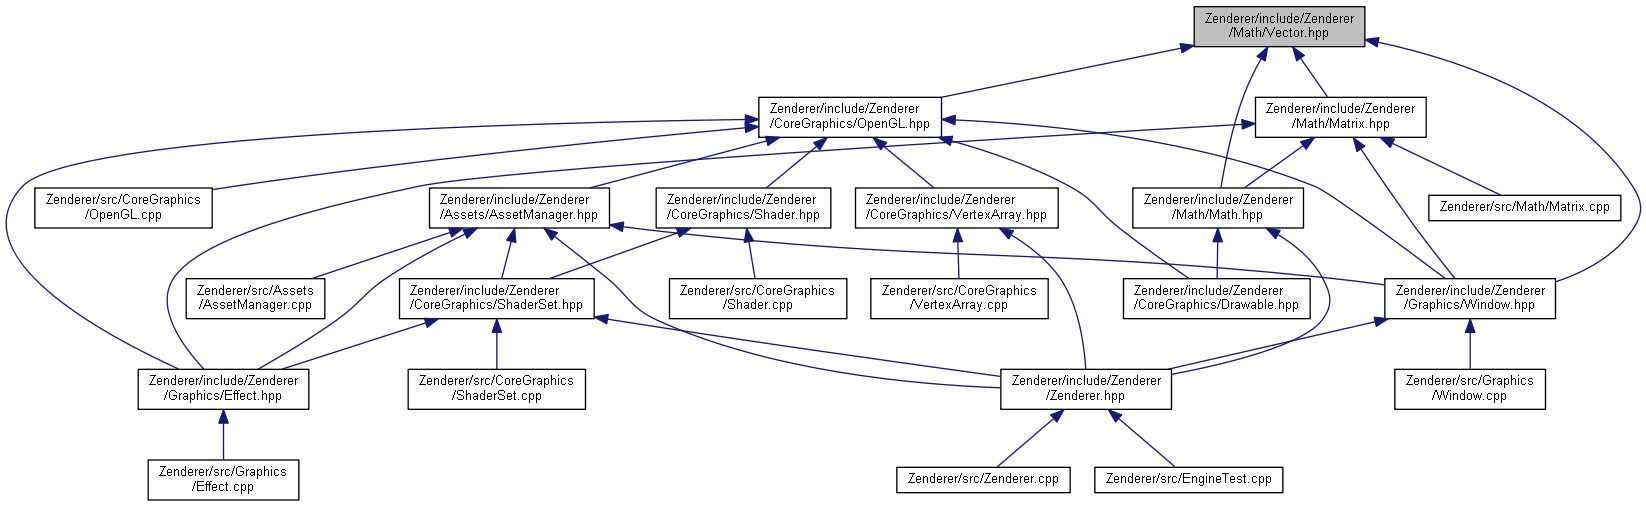 Zenderer/include/Zenderer
/Math/Vector.hpp
Zenderer/include/Zenderer
/CoreGraphics/OpenGL.hpp
Zenderer/include/Zenderer
/Math/Matrix.hpp
Zenderer/src/CoreGraphics
/OpenGL.cpp
Zenderer/include/Zenderer
/Assets/AssetManager.hpp
Zenderer/include/Zenderer
/CoreGraphics/Shader.hpp
Zenderer/include/Zenderer
/CoreGraphics/VertexArray.hpp
Zenderer/include/Zenderer
/Math/Math.hpp
Zenderer/src/Math/Matrix.cpp
Zenderer/src/Assets
/AssetManager.cpp
Zenderer/include/Zenderer
/CoreGraphics/ShaderSet.hpp
Zenderer/src/CoreGraphics
/Shader.cpp
Zenderer/src/CoreGraphics
/VertexArray.cpp
Zenderer/include/Zenderer
/CoreGraphics/Drawable.hpp
Zenderer/include/Zenderer
/Graphics/Window.hpp
Zenderer/include/Zenderer
/Graphics/Effect.hpp
Zenderer/src/CoreGraphics
/ShaderSet.cpp
Zenderer/include/Zenderer
/Zenderer.hpp
Zenderer/src/Graphics
/Window.cpp
Zenderer/src/Graphics
/Effect.cpp
Zenderer/src/Zenderer.cpp
Zenderer/src/EngineTest.cpp